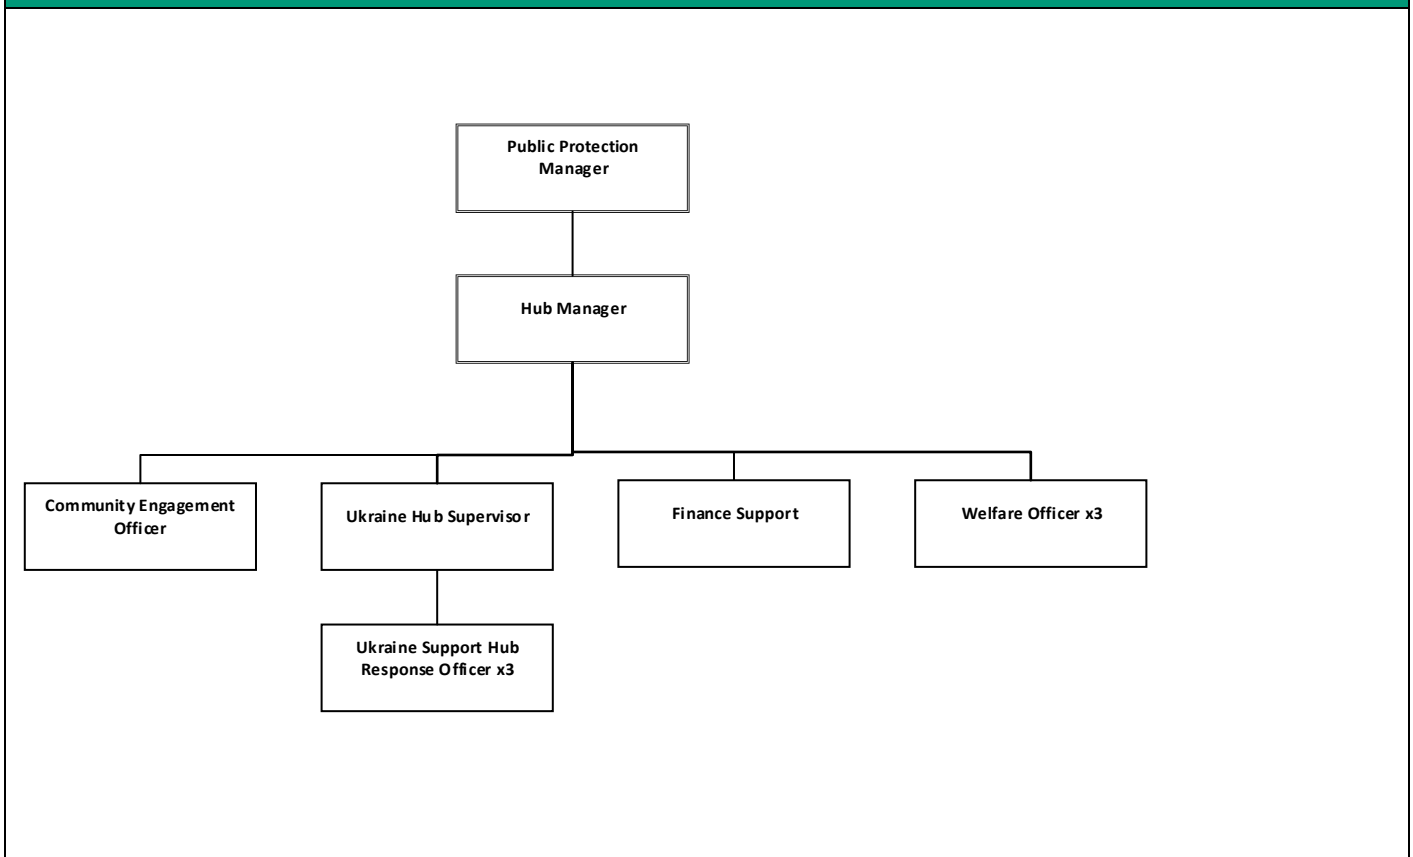 Public Protection
Manager
Hub Manager
Community Engagement
Officer
Ukraine Hub Supervisor
Finance Support
Welfare Officer x3
Ukraine Support Hub
Response Officer x3